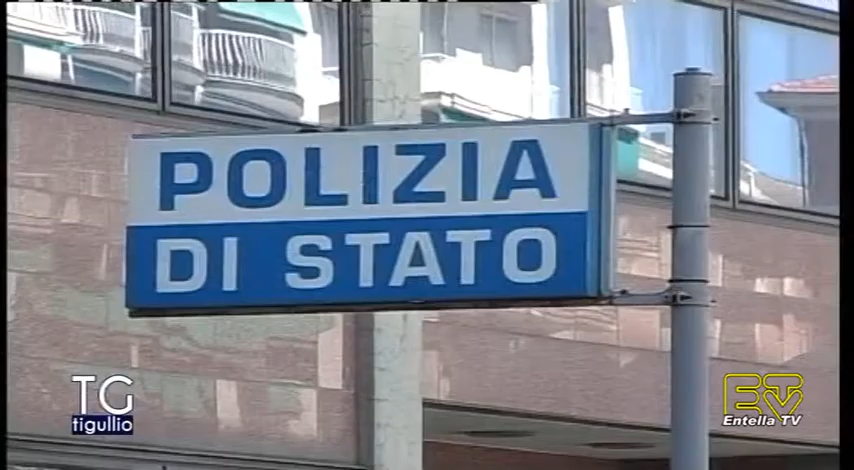 POLIZIA
DI STATO
TG
tigullio
ETV
Entella TV